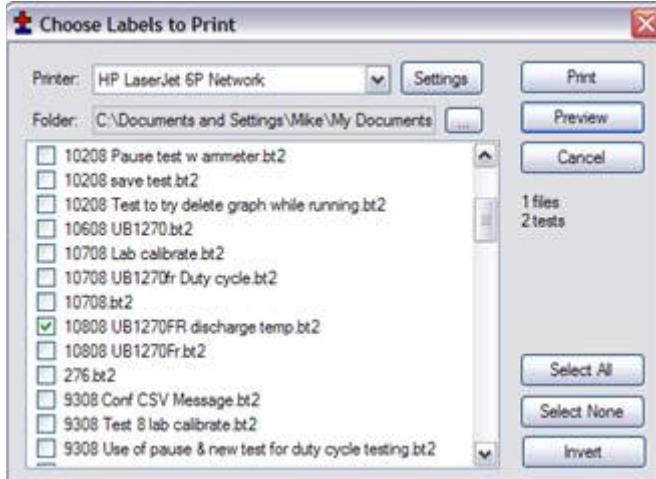 Choose Labels to Print
Printer: HP LaserJet 6P Network Settings
Folder: C:\Documents and Settings\Mike\My Documents ...
10208 Pause test w ammeter.bt2
10208 save test.bt2
10208 Test to try delete graph while running.bt2
10608 UB1270.bt2
10708 Lab calibrate.bt2
10708 UB1270fr Duty cycle.bt2
10708.bt2
10808 UB1270FR discharge temp.bt2
10808 UB1270Fr.bt2
276.bt2
9308 Conf CSV Message.bt2
9308 Test 8 lab calibrate.bt2
9308 Use of pause & new test for duty cycle testing.bt2
Print
Preview
Cancel
1 files
2 tests
Select All
Select None
Invert